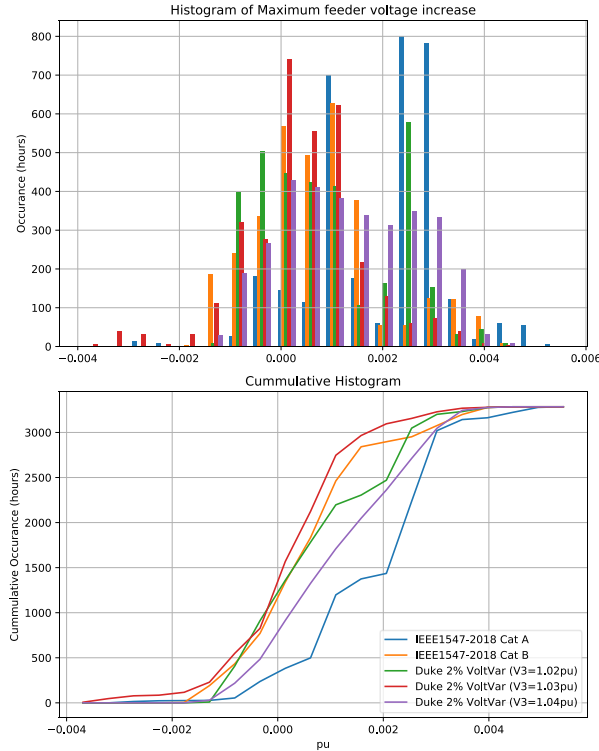 Histogram of Maximum feeder voltage increase
800
700
600
500
400
300
200
100
0
Occurance (hours)
−0.004 −0.002 0.000 0.002 0.004 0.006
Cummulative Histogram
3000
2500
2000
1500
1000
500
0
Cummulative Occurance (hours)
IEEE1547-2018 Cat A
IEEE1547-2018 Cat B
Duke 2% VoltVar (V3=1.02pu)
Duke 2% VoltVar (V3=1.03pu)
Duke 2% VoltVar (V3=1.04pu)
−0.004 −0.002 0.000 0.002 0.004
pu